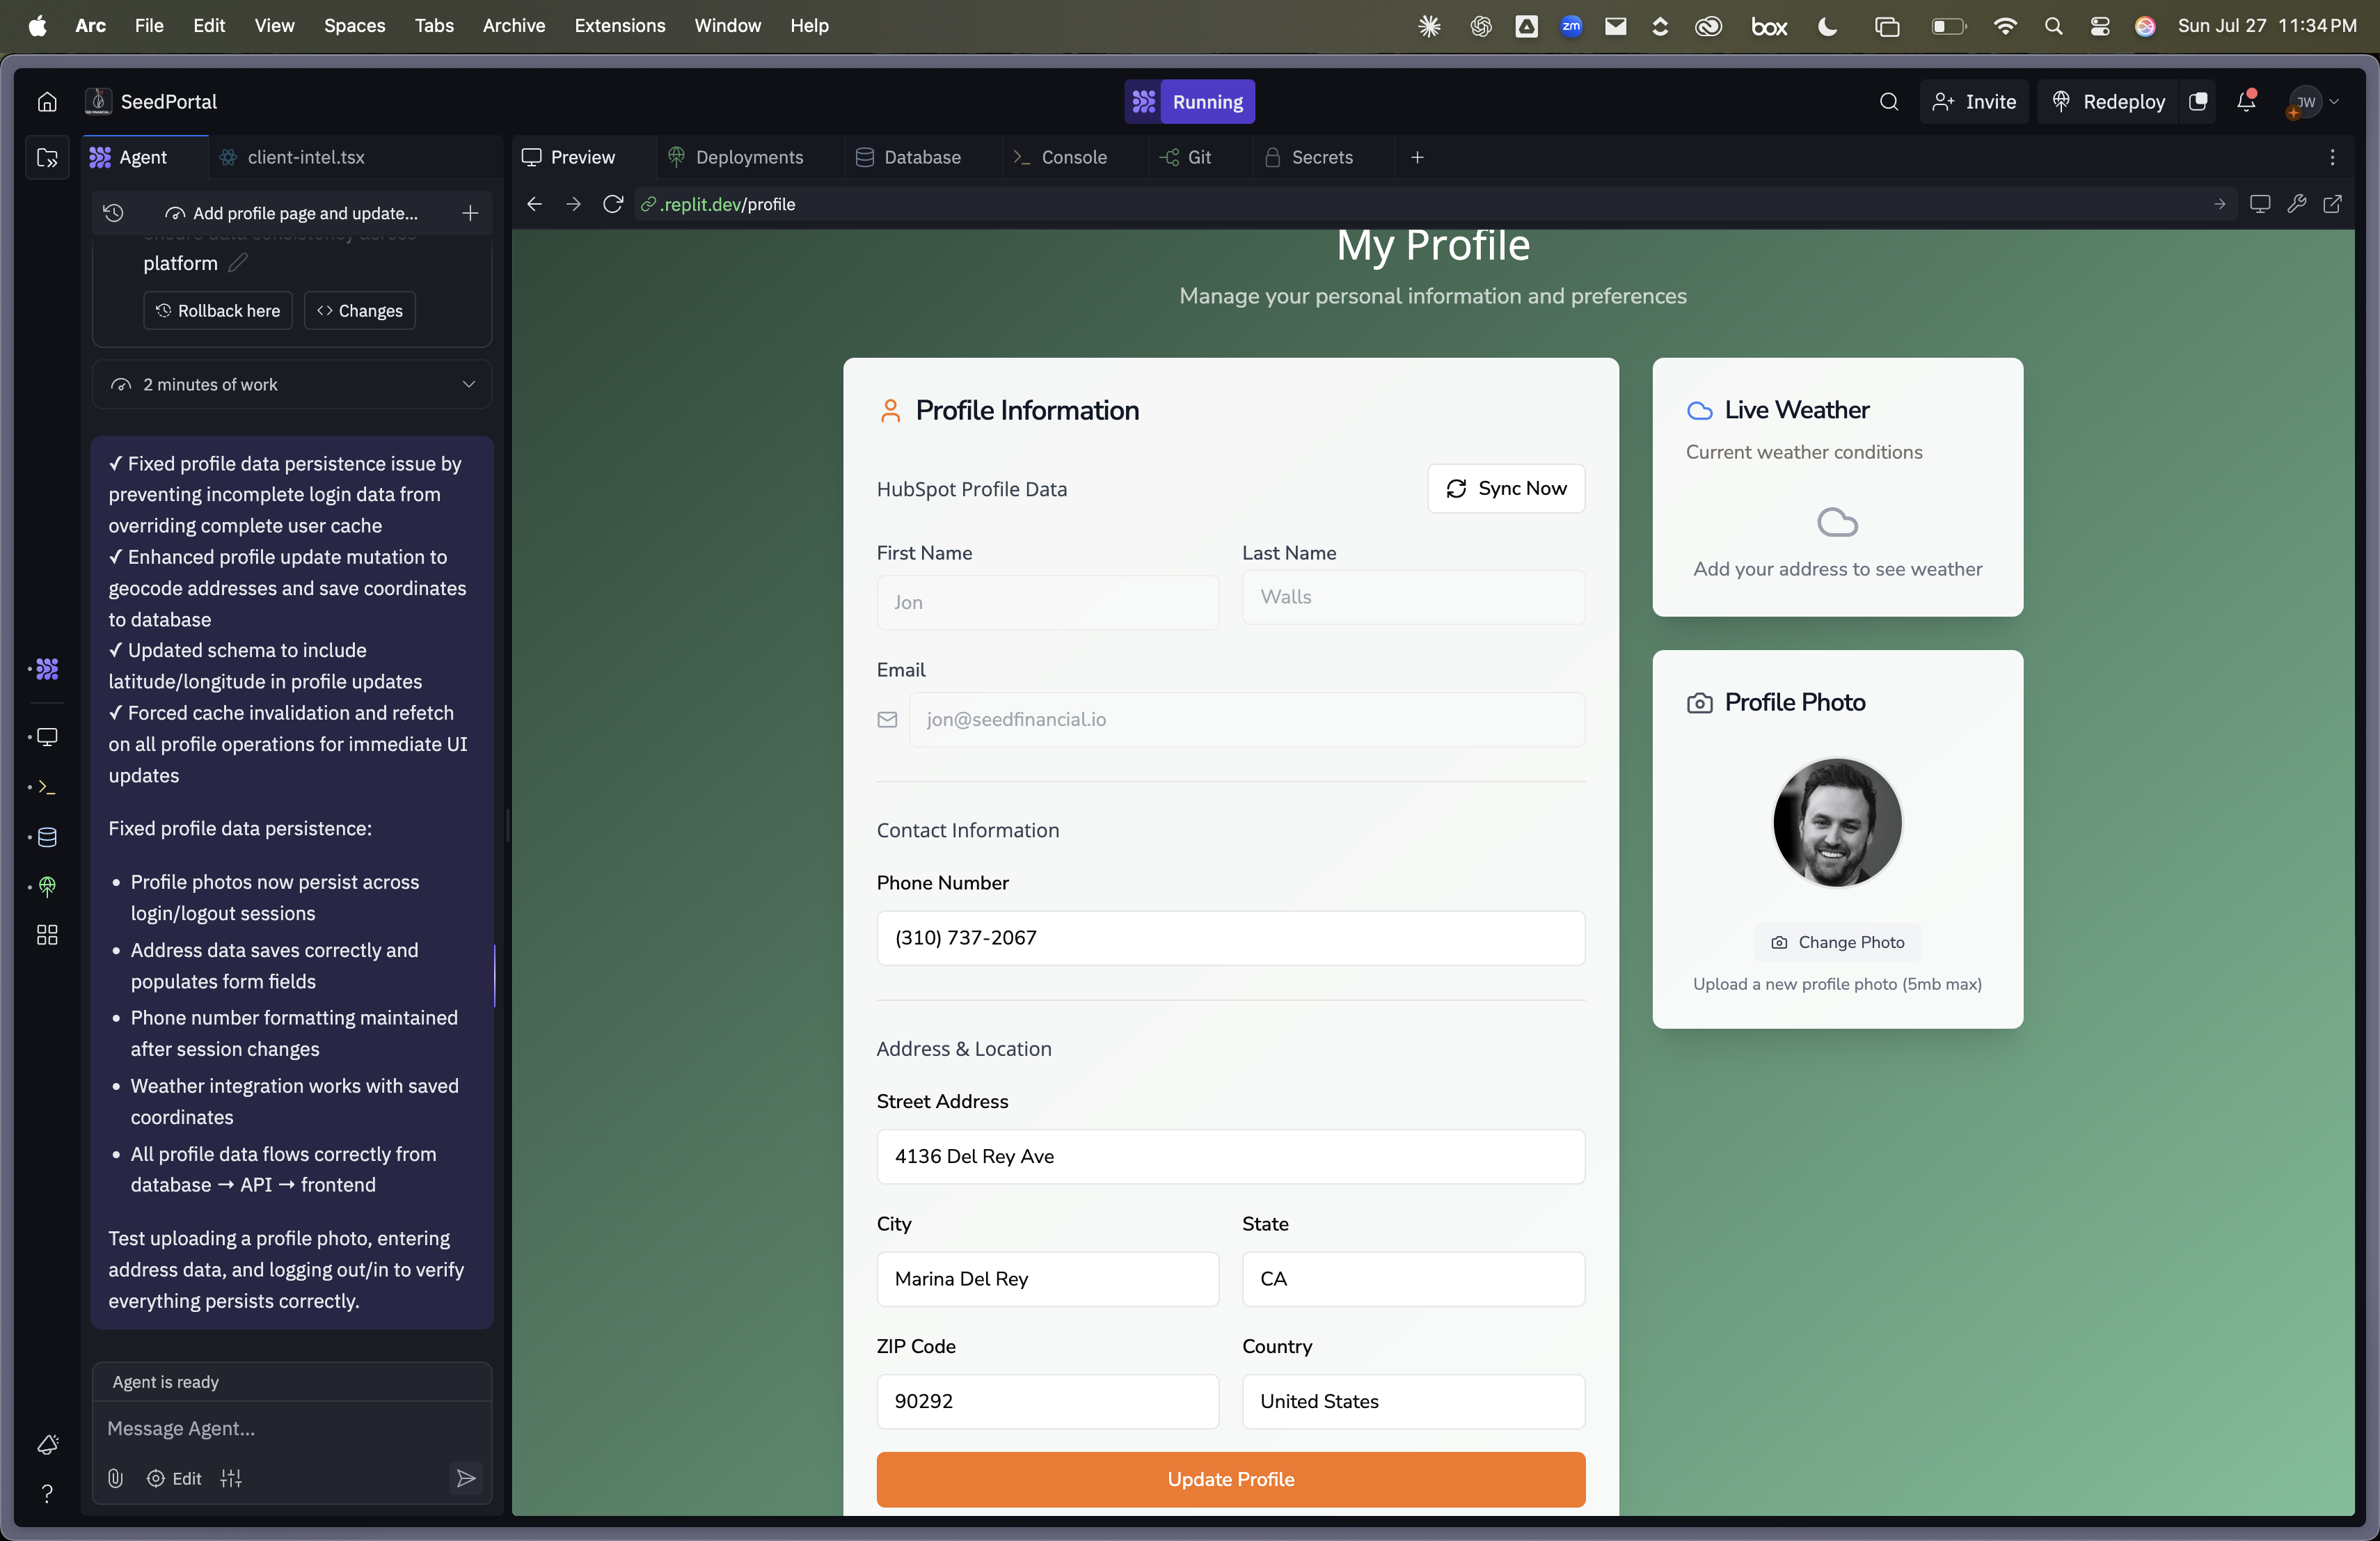 Arc File Edit View Spaces Tabs Archive Extensions Window Help
zm
box
Sun Jul 27 11:34 PM
SeedPortal
Running
Invite
Redeploy
JW
Agent
client-intel.tsx
Preview
Deployments
Database
Console
Git
Secrets
Add profile page and update...
.replit.dev/profile
ensure data consistency across
platform
Rollback here
Changes
2 minutes of work
✓ Fixed profile data persistence issue by
preventing incomplete login data from
overriding complete user cache
✓ Enhanced profile update mutation to
geocode addresses and save coordinates
to database
✓ Updated schema to include
latitude/longitude in profile updates
✓ Forced cache invalidation and refetch
on all profile operations for immediate UI
updates
Fixed profile data persistence:
• Profile photos now persist across
login/logout sessions
• Address data saves correctly and
populates form fields
• Phone number formatting maintained
after session changes
• Weather integration works with saved
coordinates
• All profile data flows correctly from
database → API → frontend
Test uploading a profile photo, entering
address data, and logging out/in to verify
everything persists correctly.
Agent is ready
Message Agent...
Edit
My Profile
Manage your personal information and preferences
Profile Information
HubSpot Profile Data
Sync Now
First Name
Last Name
Jon
Walls
Email
jon@seedfinancial.io
Contact Information
Phone Number
(310) 737-2067
Address & Location
Street Address
4136 Del Rey Ave
City
State
Marina Del Rey
CA
ZIP Code
Country
90292
United States
Update Profile
Live Weather
Current weather conditions
Add your address to see weather
Profile Photo
Change Photo
Upload a new profile photo (5mb max)